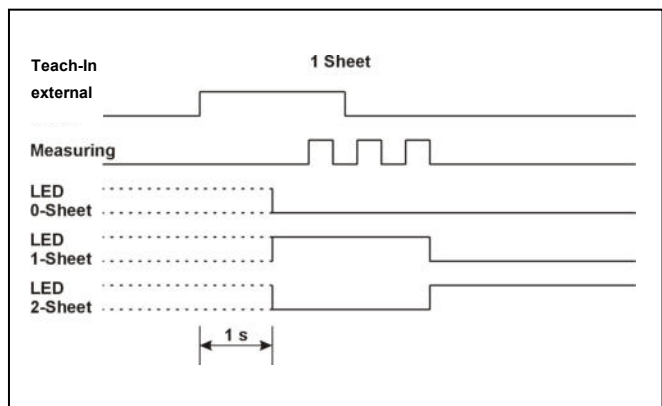 Teach-In
external
1 Sheet
Measuring
LED
0-Sheet
LED
1-Sheet
LED
2-Sheet
1 s